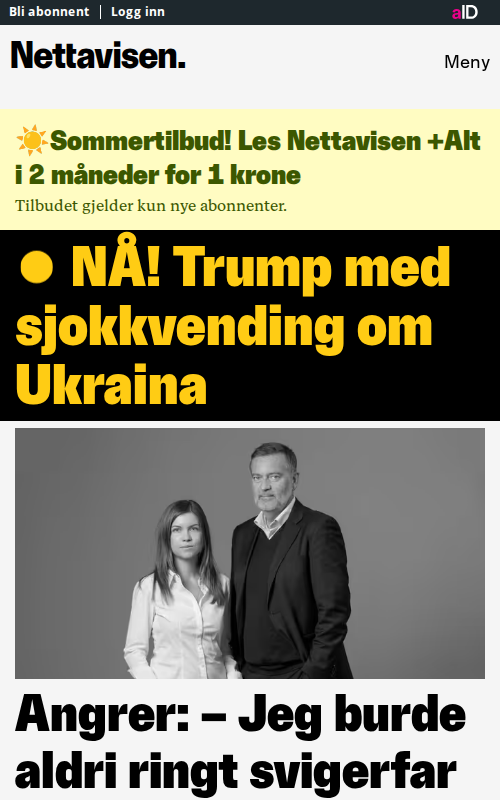 Bli abonnent | Logg inn
aID
Nettavisen.
Meny
☀️Sommertilbud! Les Nettavisen +Alt
i 2 måneder for 1 krone
Tilbudet gjelder kun nye abonnenter.
NÅ! Trump med
sjokkvending om
Ukraina
Angrer: – Jeg burde
aldri ringt svigerfar